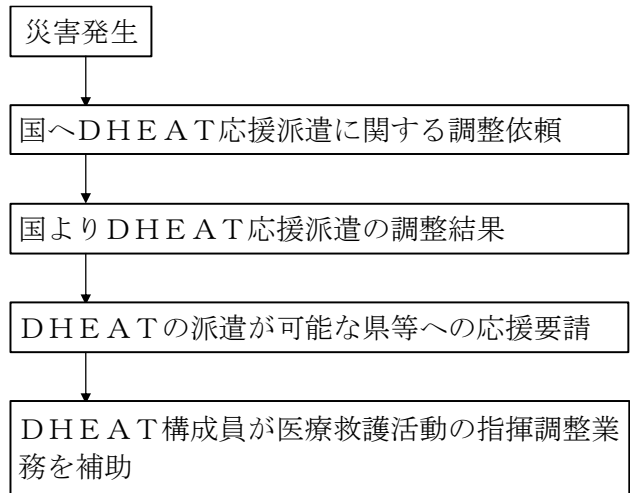 災害発生
国へＤＨＥＡＴ応援派遣に関する調整依頼
国よりＤＨＥＡＴ応援派遣の調整結果
ＤＨＥＡＴの派遣が可能な県等への応援要請
ＤＨＥＡＴ構成員が医療救護活動の指揮調整業
務を補助